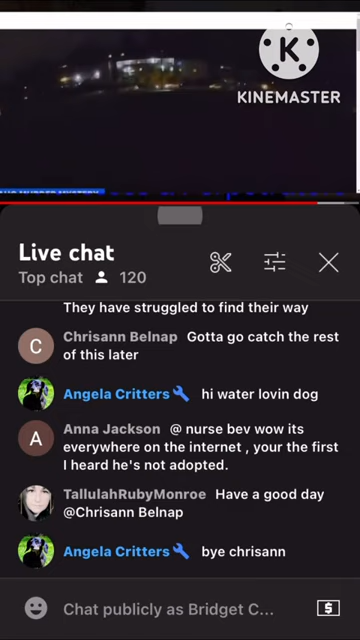 KINEMASTER
Live chat
Top chat 120
They have struggled to find their way
Chrisann Belnap Gotta go catch the rest
of this later
Angela Critters hi water lovin dog
Anna Jackson @ nurse bev wow its
everywhere on the internet , your the first
I heard he's not adopted.
TallulahRubyMonroe Have a good day
@Chrisann Belnap
Angela Critters bye chrisann
Chat publicly as Bridget C...